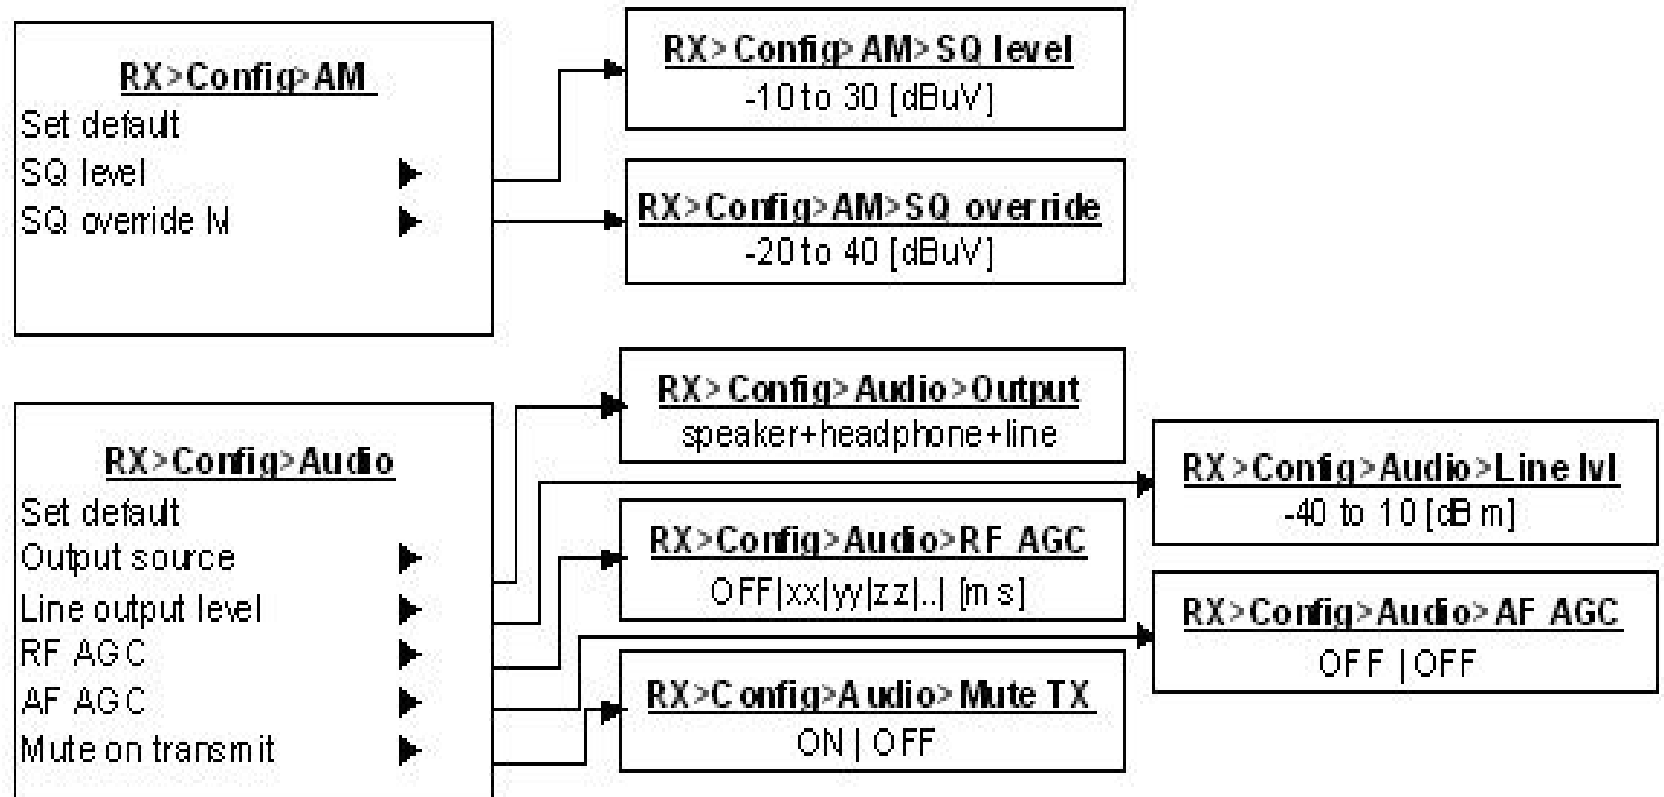 RX>Config>AM
Set default
SQ level
SQ override lvl
RX>Config>AM>SQ level
-10 to 30 [dBuV]
RX>Config>AM>SQ override
-20 to 40 [dBuV]
RX>Config>Audio
Set default
Output source
Line output level
RF AGC
AF AGC
Mute on transmit
RX>Config>Audio>Output
speaker+headphone+line
RX>Config>Audio>Line lvl
-40 to 10 [dBm]
RX>Config>Audio>RF AGC
OFF|xx|yy|zz|..| [ms]
RX>Config>Audio>AF AGC
OFF | OFF
RX>Config>Audio>Mute TX
ON | OFF